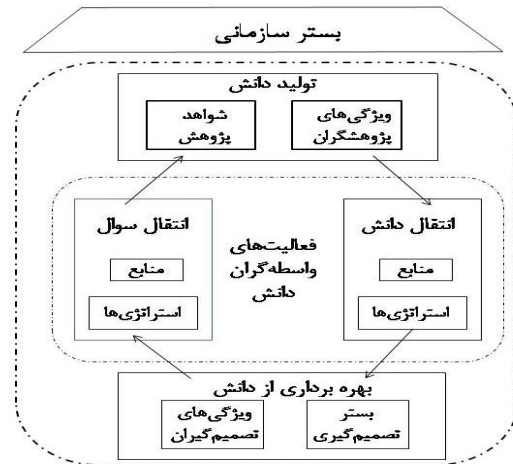 بستر سازمانی
تولید دانش
ویژگی‌های
پژوهشگران
شواهد
پژوهش
انتقال دانش
منابع
استراتژی‌ها
فعالیت‌های
واسطه‌گران
دانش
انتقال سوال
منابع
استراتژی‌ها
بهره برداری از دانش
بستر
تصمیم‌گیری
ویژگی‌های
تصمیم‌گیران